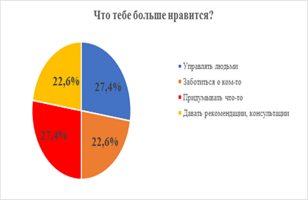 Что тебе больше нравится?
22,6%
27,4%
27,4%
22,6%
Управлять людьми
Заботиться о ком-то
Придумывать что-то
Давать рекомендации, консультации